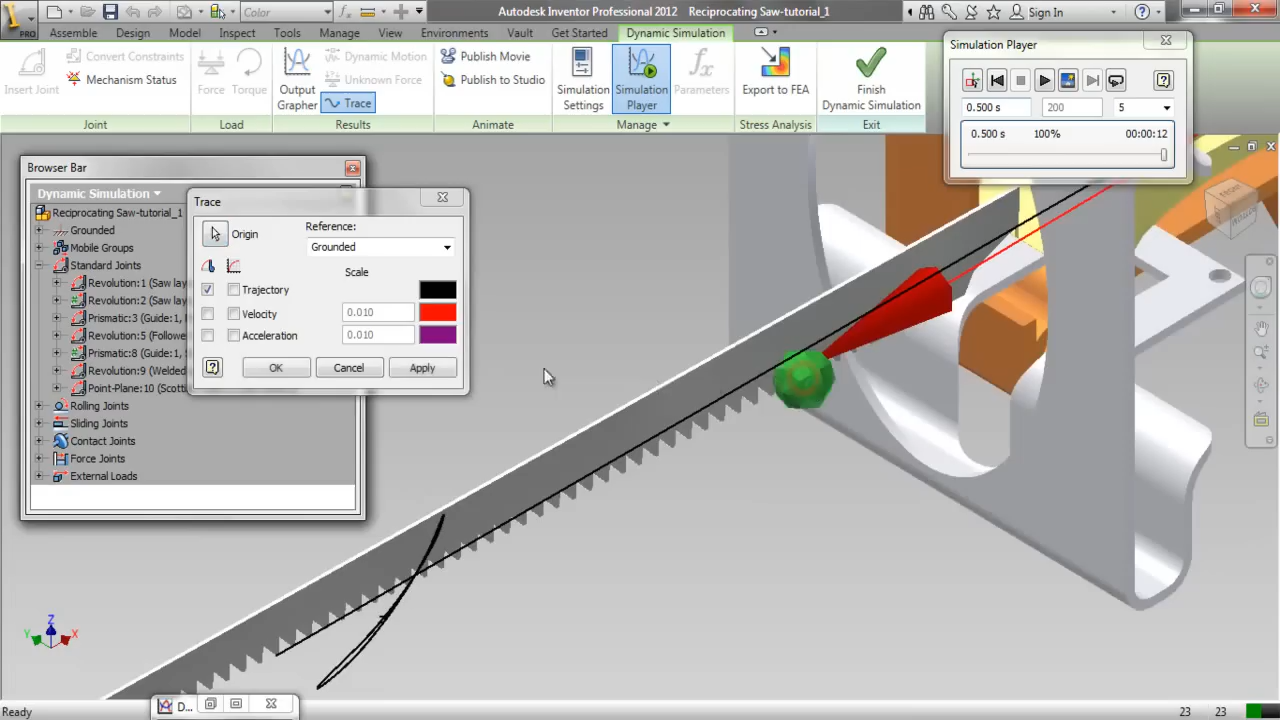 Color
Autodesk Inventor Professional 2012 Reciprocating Saw-tutorial_1
Sign In
PRO
Assemble Design Model Inspect Tools Manage View Environments Vault Get Started Dynamic Simulation
Insert Joint
Convert Constraints
Mechanism Status
Force Torque
Output
Grapher
Dynamic Motion
Unknown Force
Trace
Publish Movie
Publish to Studio
Simulation
Settings
Simulation
Player
Parameters
Export to FEA
Finish
Dynamic Simulation
Joint Load Results Animate Manage Stress Analysis Exit
Simulation Player
0.500 s 200 5
0.500 s 100% 00:00:12
Browser Bar
Dynamic Simulation
Reciprocating Saw-tutorial_1
Grounded
Mobile Groups
Standard Joints
Revolution:1 (Saw lay
Revolution:2 (Saw lay
Prismatic:3 (Guide:1,
Revolution:5 (Followe
Prismatic:8 (Guide:1,
Revolution:9 (Welded
Point-Plane:10 (Scotti
Rolling Joints
Sliding Joints
Contact Joints
Force Joints
External Loads
Trace
Origin
Reference:
Grounded
Scale
Trajectory
Velocity 0.010
Acceleration 0.010
OK Cancel Apply
FRONT
Z
Y
X
D...
Ready
23 23